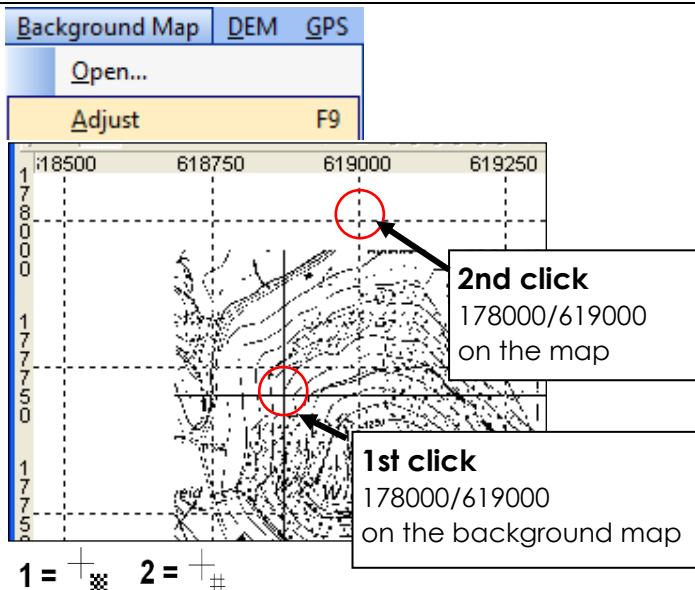 Background Map DEM GPS
Open...
Adjust F9
618500 618750 619000 619250
178000
177750
2nd click
178000/619000
on the map
1st click
178000/619000
on the background map
1 = 2 =